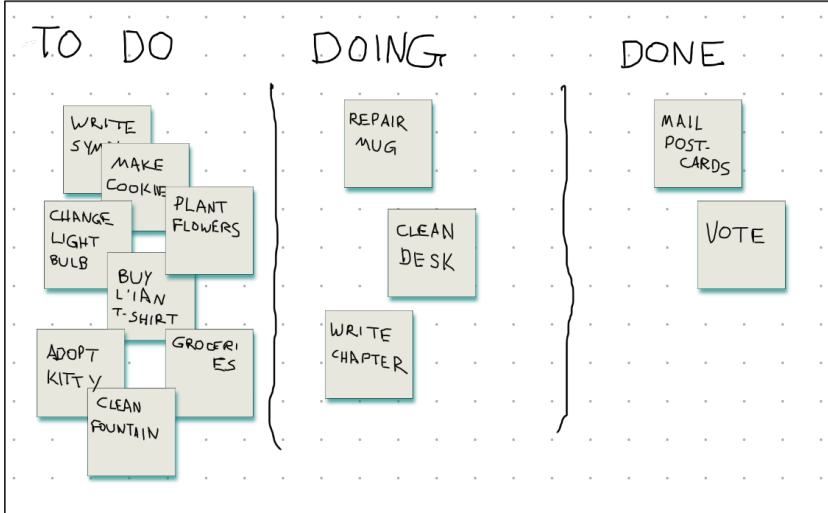 TO DO
WRITE
MAKE
COOKIE
PLANT
FLOWERS
CHANGE
LIGHT
BULB
BUY
L'IAN
T-SHIRT
ADOPT
KITTY
GROCERI
ES
CLEAN
FOUNTAIN
DOING
REPAIR
MUG
CLEAN
DESK
WRITE
CHAPTER
DONE
MAIL
POST-
CARDS
VOTE